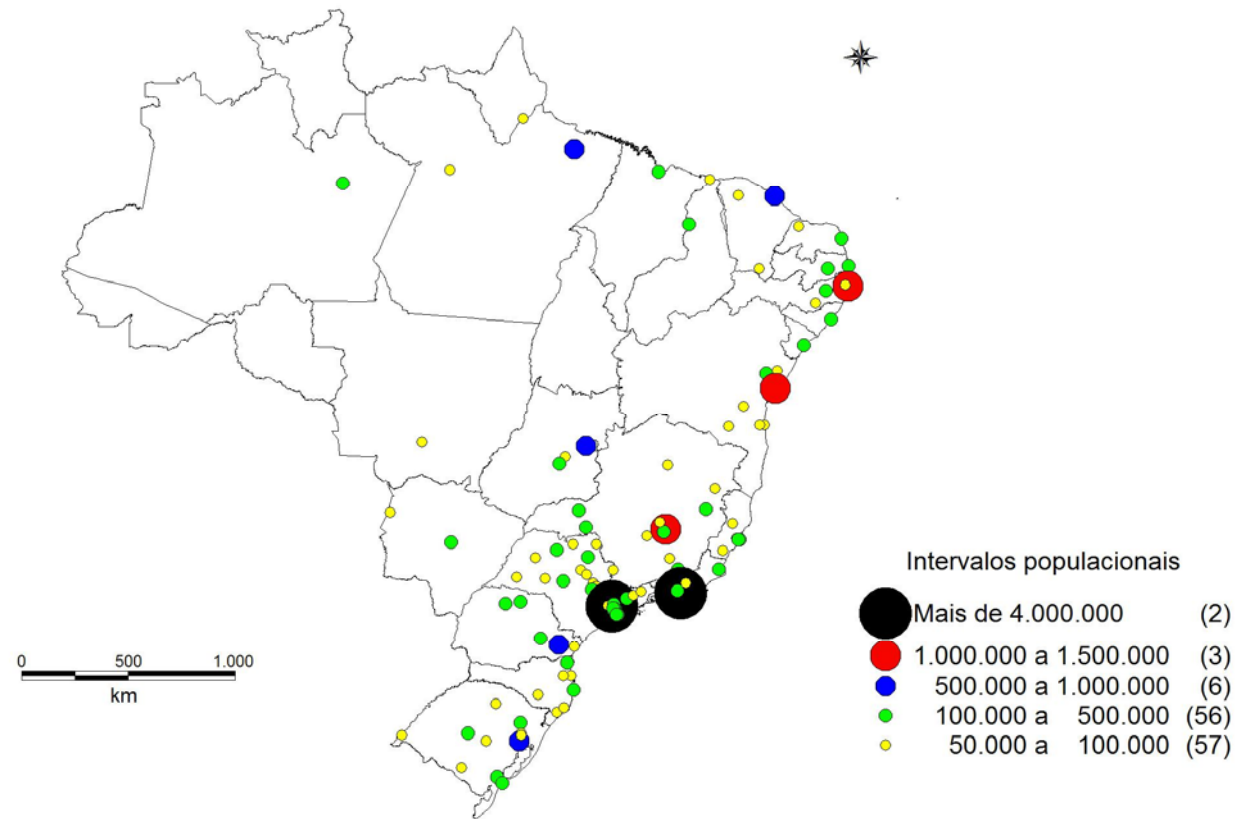 Intervalos populacionais
Mais de 4.000.000 (2)
1.000.000 a 1.500.000 (3)
500.000 a 1.000.000 (6)
100.000 a 500.000 (56)
50.000 a 100.000 (57)
0 500 1.000
km